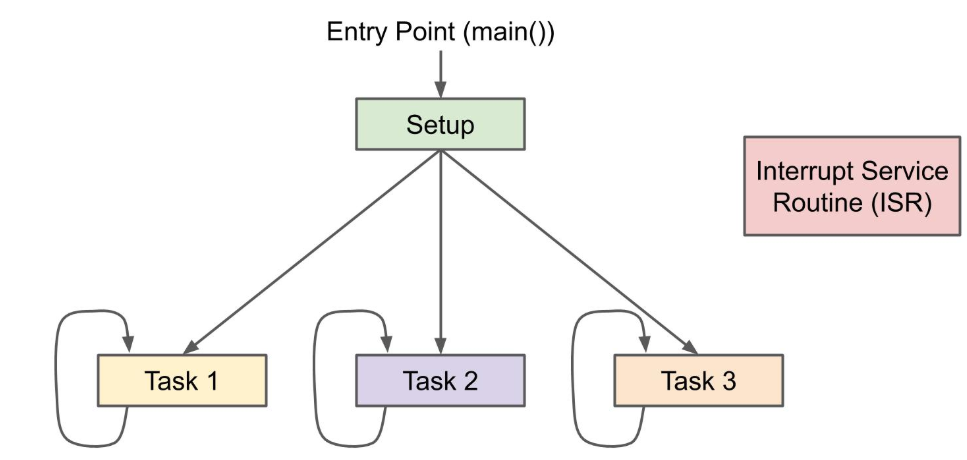 Entry Point (main())
Setup
Interrupt Service
Routine (ISR)
Task 1
Task 2
Task 3